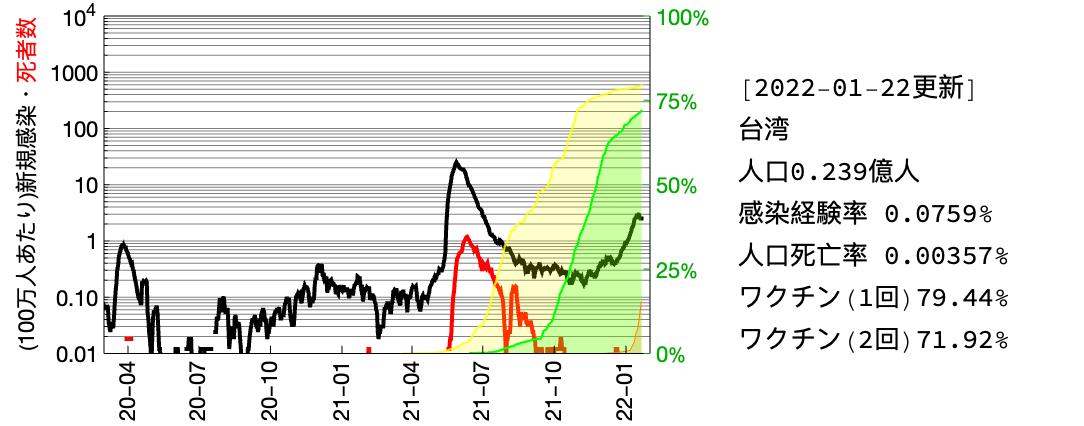 (100万人あたり)新規感染・死者数
10^4
1000
100
10
1
0.10
0.01
100%
75%
50%
25%
0%
20-04
20-07
20-10
21-01
21-04
21-07
21-10
22-01
[2022-01-22更新]
台湾
人口0.239億人
感染経験率 0.0759%
人口死亡率 0.00357%
ワクチン(1回)79.44%
ワクチン(2回)71.92%